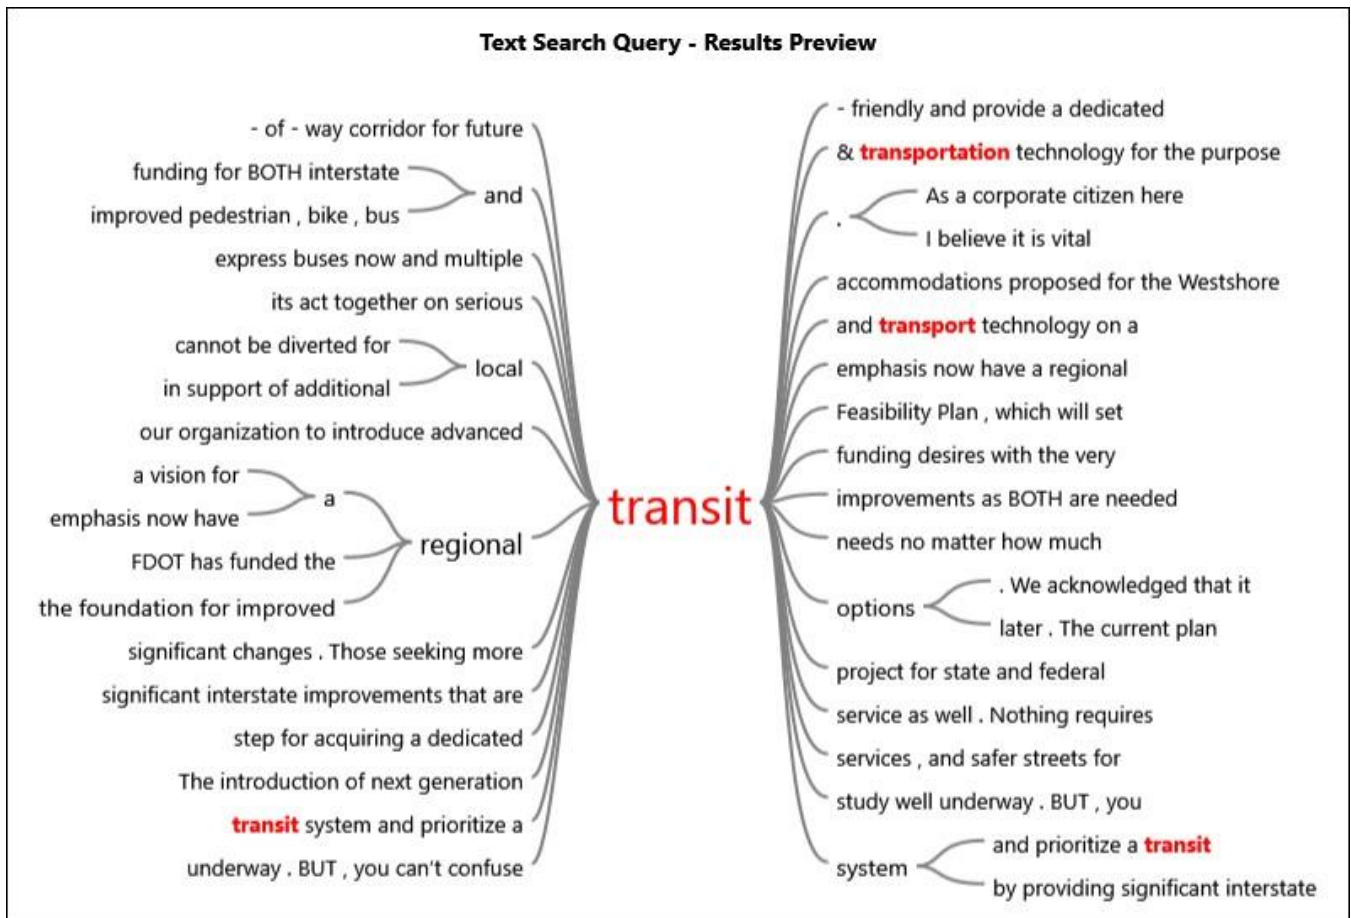 Text Search Query - Results Preview
- of - way corridor for future
funding for BOTH interstate
improved pedestrian , bike , bus
and
express buses now and multiple
its act together on serious
cannot be diverted for
in support of additional
local
our organization to introduce advanced
a vision for
emphasis now have
a
FDOT has funded the
the foundation for improved
regional
significant changes . Those seeking more
significant interstate improvements that are
step for acquiring a dedicated
The introduction of next generation
transit system and prioritize a
underway . BUT , you can't confuse
transit
- friendly and provide a dedicated
& transportation technology for the purpose
.
As a corporate citizen here
I believe it is vital
accommodations proposed for the Westshore
and transport technology on a
emphasis now have a regional
Feasibility Plan , which will set
funding desires with the very
improvements as BOTH are needed
needs no matter how much
options
. We acknowledged that it
later . The current plan
project for state and federal
service as well . Nothing requires
services , and safer streets for
study well underway . BUT , you
system
and prioritize a transit
by providing significant interstate